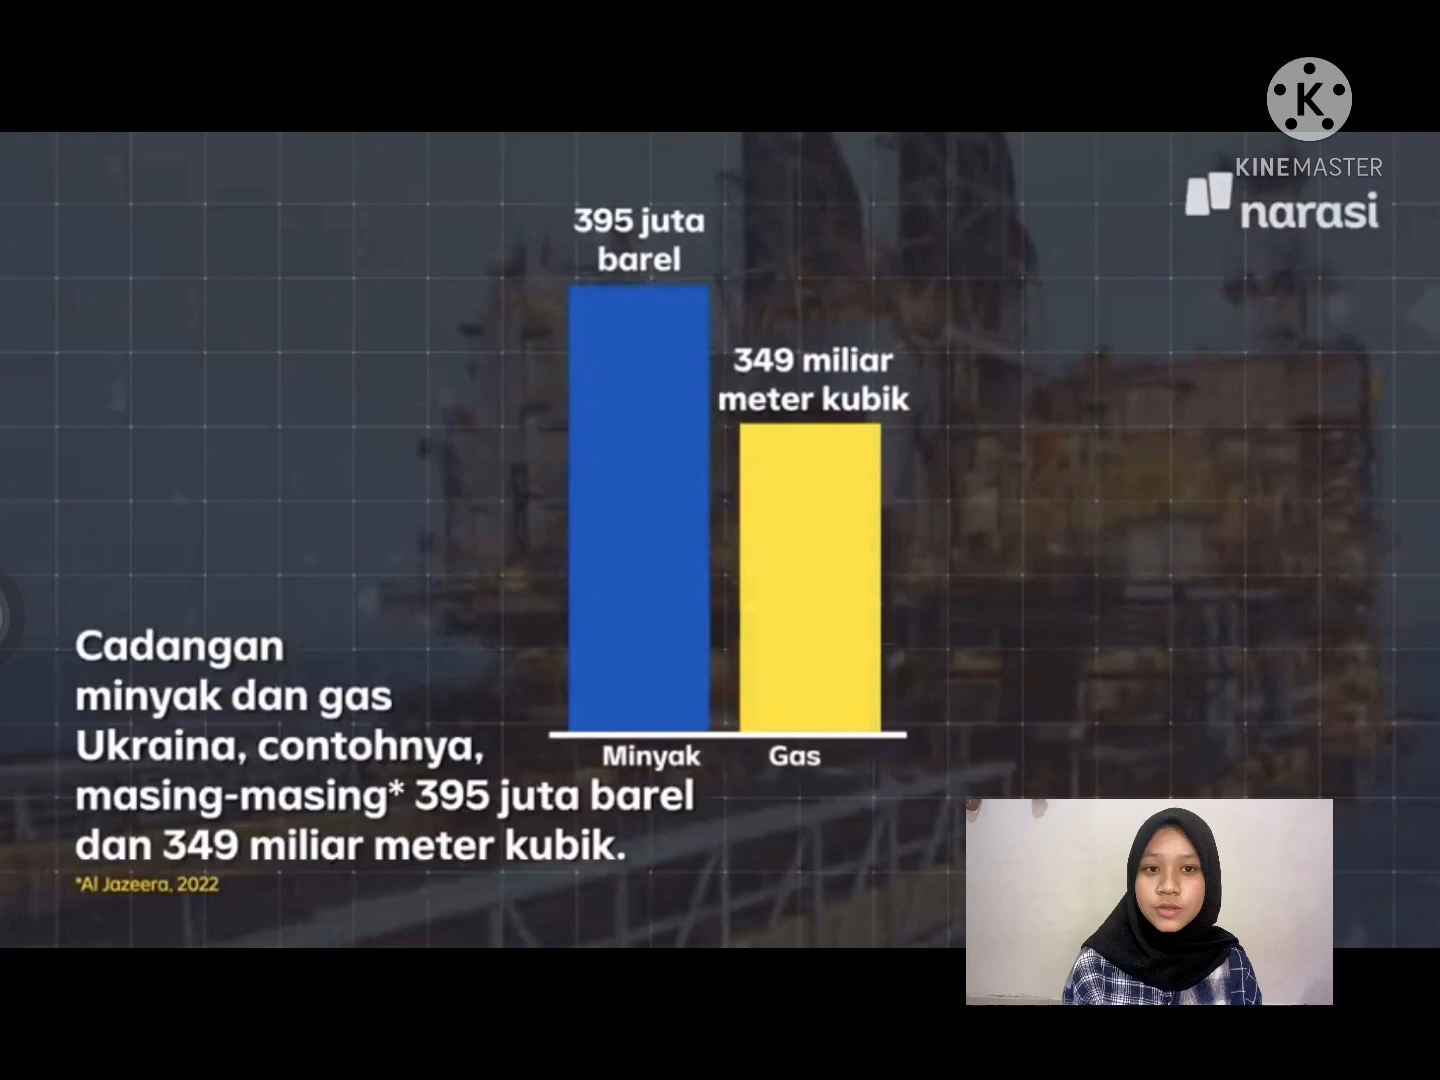 KINEMASTER
narasi
395 juta
barel
349 miliar
meter kubik
Minyak
Gas
Cadangan
minyak dan gas
Ukraina, contohnya,
masing-masing* 395 juta barel
dan 349 miliar meter kubik.
*Al Jazeera, 2022